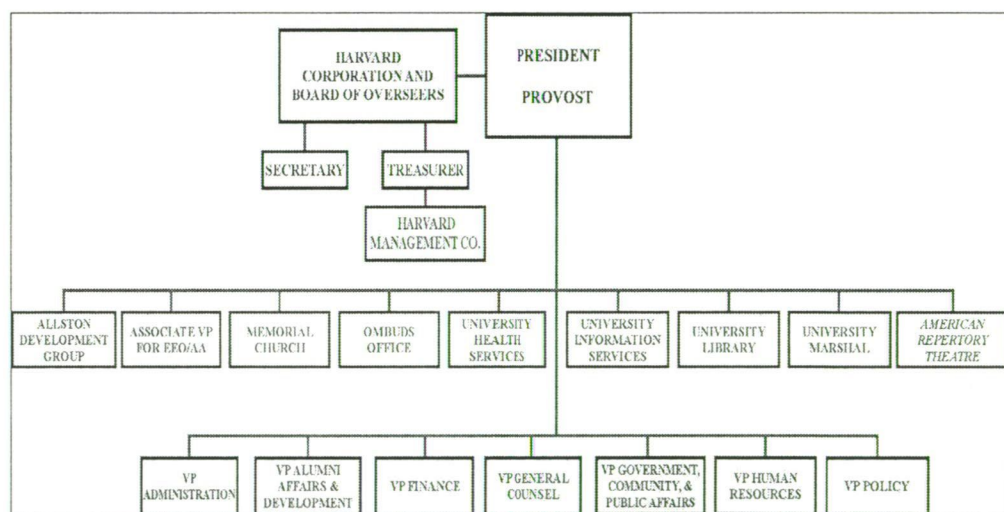 HARVARD
CORPORATION AND
BOARD OF OVERSEERS
PRESIDENT
PROVOST
SECRETARY
TREASURER
HARVARD
MANAGEMENT CO.
ALLSTON
DEVELOPMENT
GROUP
ASSOCIATE VP
FOR EEO/AA
MEMORIAL
CHURCH
OMBUDS
OFFICE
UNIVERSITY
HEALTH
SERVICES
UNIVERSITY
INFORMATION
SERVICES
UNIVERSITY
LIBRARY
UNIVERSITY
MARSHAL
AMERICAN
REPERTORY
THEATRE
VP
ADMINISTRATION
VP ALUMNI
AFFAIRS &
DEVELOPMENT
VP FINANCE
VP GENERAL
COUNSEL
VP GOVERNMENT,
COMMUNITY, &
PUBLIC AFFAIRS
VP HUMAN
RESOURCES
VP POLICY